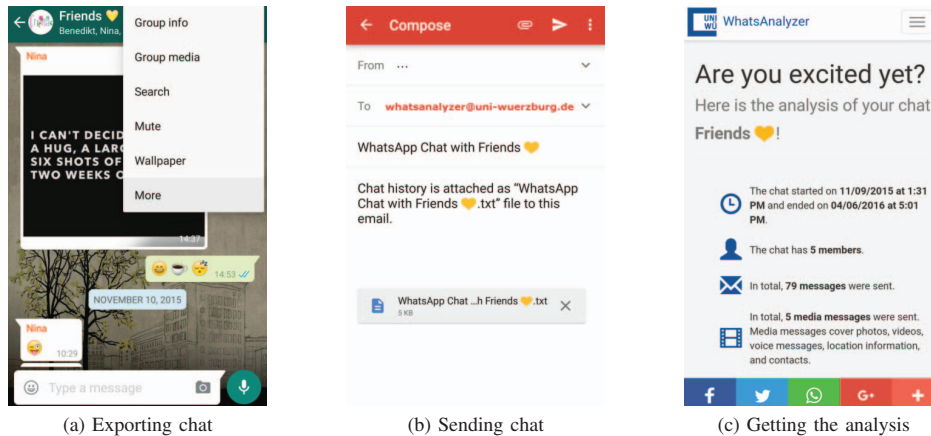 Friends 💛
Benedikt, Nina,
Group info
Group media
Search
Mute
Wallpaper
More
Nina
I CAN'T DECID
A HUG, A LARG
SIX SHOTS OF
TWO WEEKS O
14:37
😄 ☕ 😴 14:53
NOVEMBER 10, 2015
Nina
😜 10:29
Type a message
(a) Exporting chat
Compose
From ...
To whatsanalyzer@uni-wuerzburg.de
WhatsApp Chat with Friends 💛
Chat history is attached as "WhatsApp
Chat with Friends 💛.txt" file to this
email.
WhatsApp Chat ...h Friends 💛.txt
5 KB
(b) Sending chat
UNI
WÜ
WhatsAnalyzer
Are you excited yet?
Here is the analysis of your chat
Friends 💛!
The chat started on 11/09/2015 at 1:31
PM and ended on 04/06/2016 at 5:01
PM.
The chat has 5 members.
In total, 79 messages were sent.
In total, 5 media messages were sent.
Media messages cover photos, videos,
voice messages, location information,
and contacts.
f
G+
+
(c) Getting the analysis